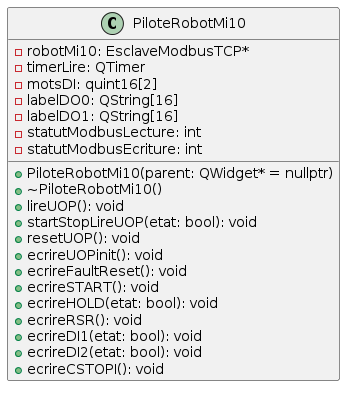 C PiloteRobotMi10
robotMi10: EsclaveModbusTCP*
timerLire: QTimer
motsDI: quint16[2]
labelDO0: QString[16]
labelDO1: QString[16]
statutModbusLecture: int
statutModbusEcriture: int
PiloteRobotMi10(parent: QWidget* = nullptr)
~PiloteRobotMi10()
lireUOP(): void
startStopLireUOP(etat: bool): void
resetUOP(): void
ecrireUOPinit(): void
ecrireFaultReset(): void
ecrireSTART(): void
ecrireHOLD(etat: bool): void
ecrireRSR(): void
ecrireDI1(etat: bool): void
ecrireDI2(etat: bool): void
ecrireCSTOPI(): void